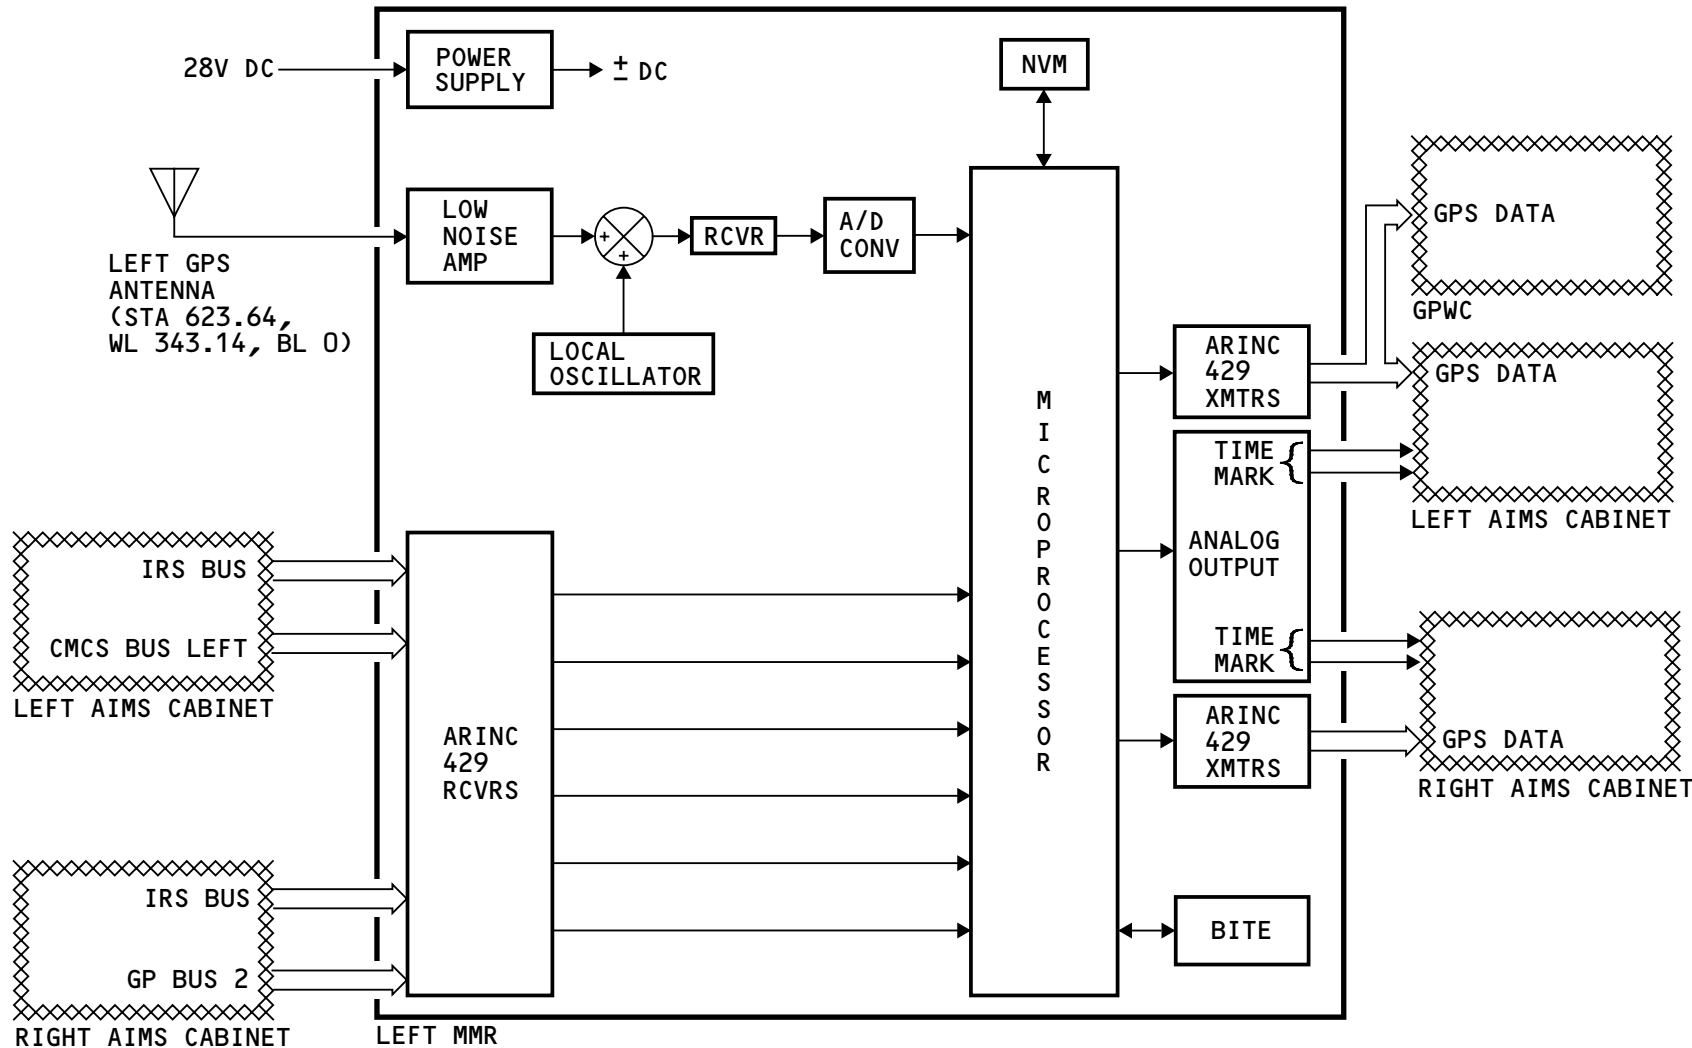 28V DC
POWER
SUPPLY
±
DC
NVM
LEFT GPS
ANTENNA
(STA 623.64,
WL 343.14, BL 0)
LOW
NOISE
AMP
+
+
RCVR
A/D
CONV
LOCAL
OSCILLATOR
MICROPROCESSOR
GPS DATA
GPWC
ARINC
429
XMTRS
GPS DATA
LEFT AIMS CABINET
TIME
MARK
ANALOG
OUTPUT
TIME
MARK
ARINC
429
XMTRS
GPS DATA
RIGHT AIMS CABINET
IRS BUS
CMCS BUS LEFT
LEFT AIMS CABINET
ARINC
429
RCVRS
IRS BUS
GP BUS 2
RIGHT AIMS CABINET
BITE
LEFT MMR